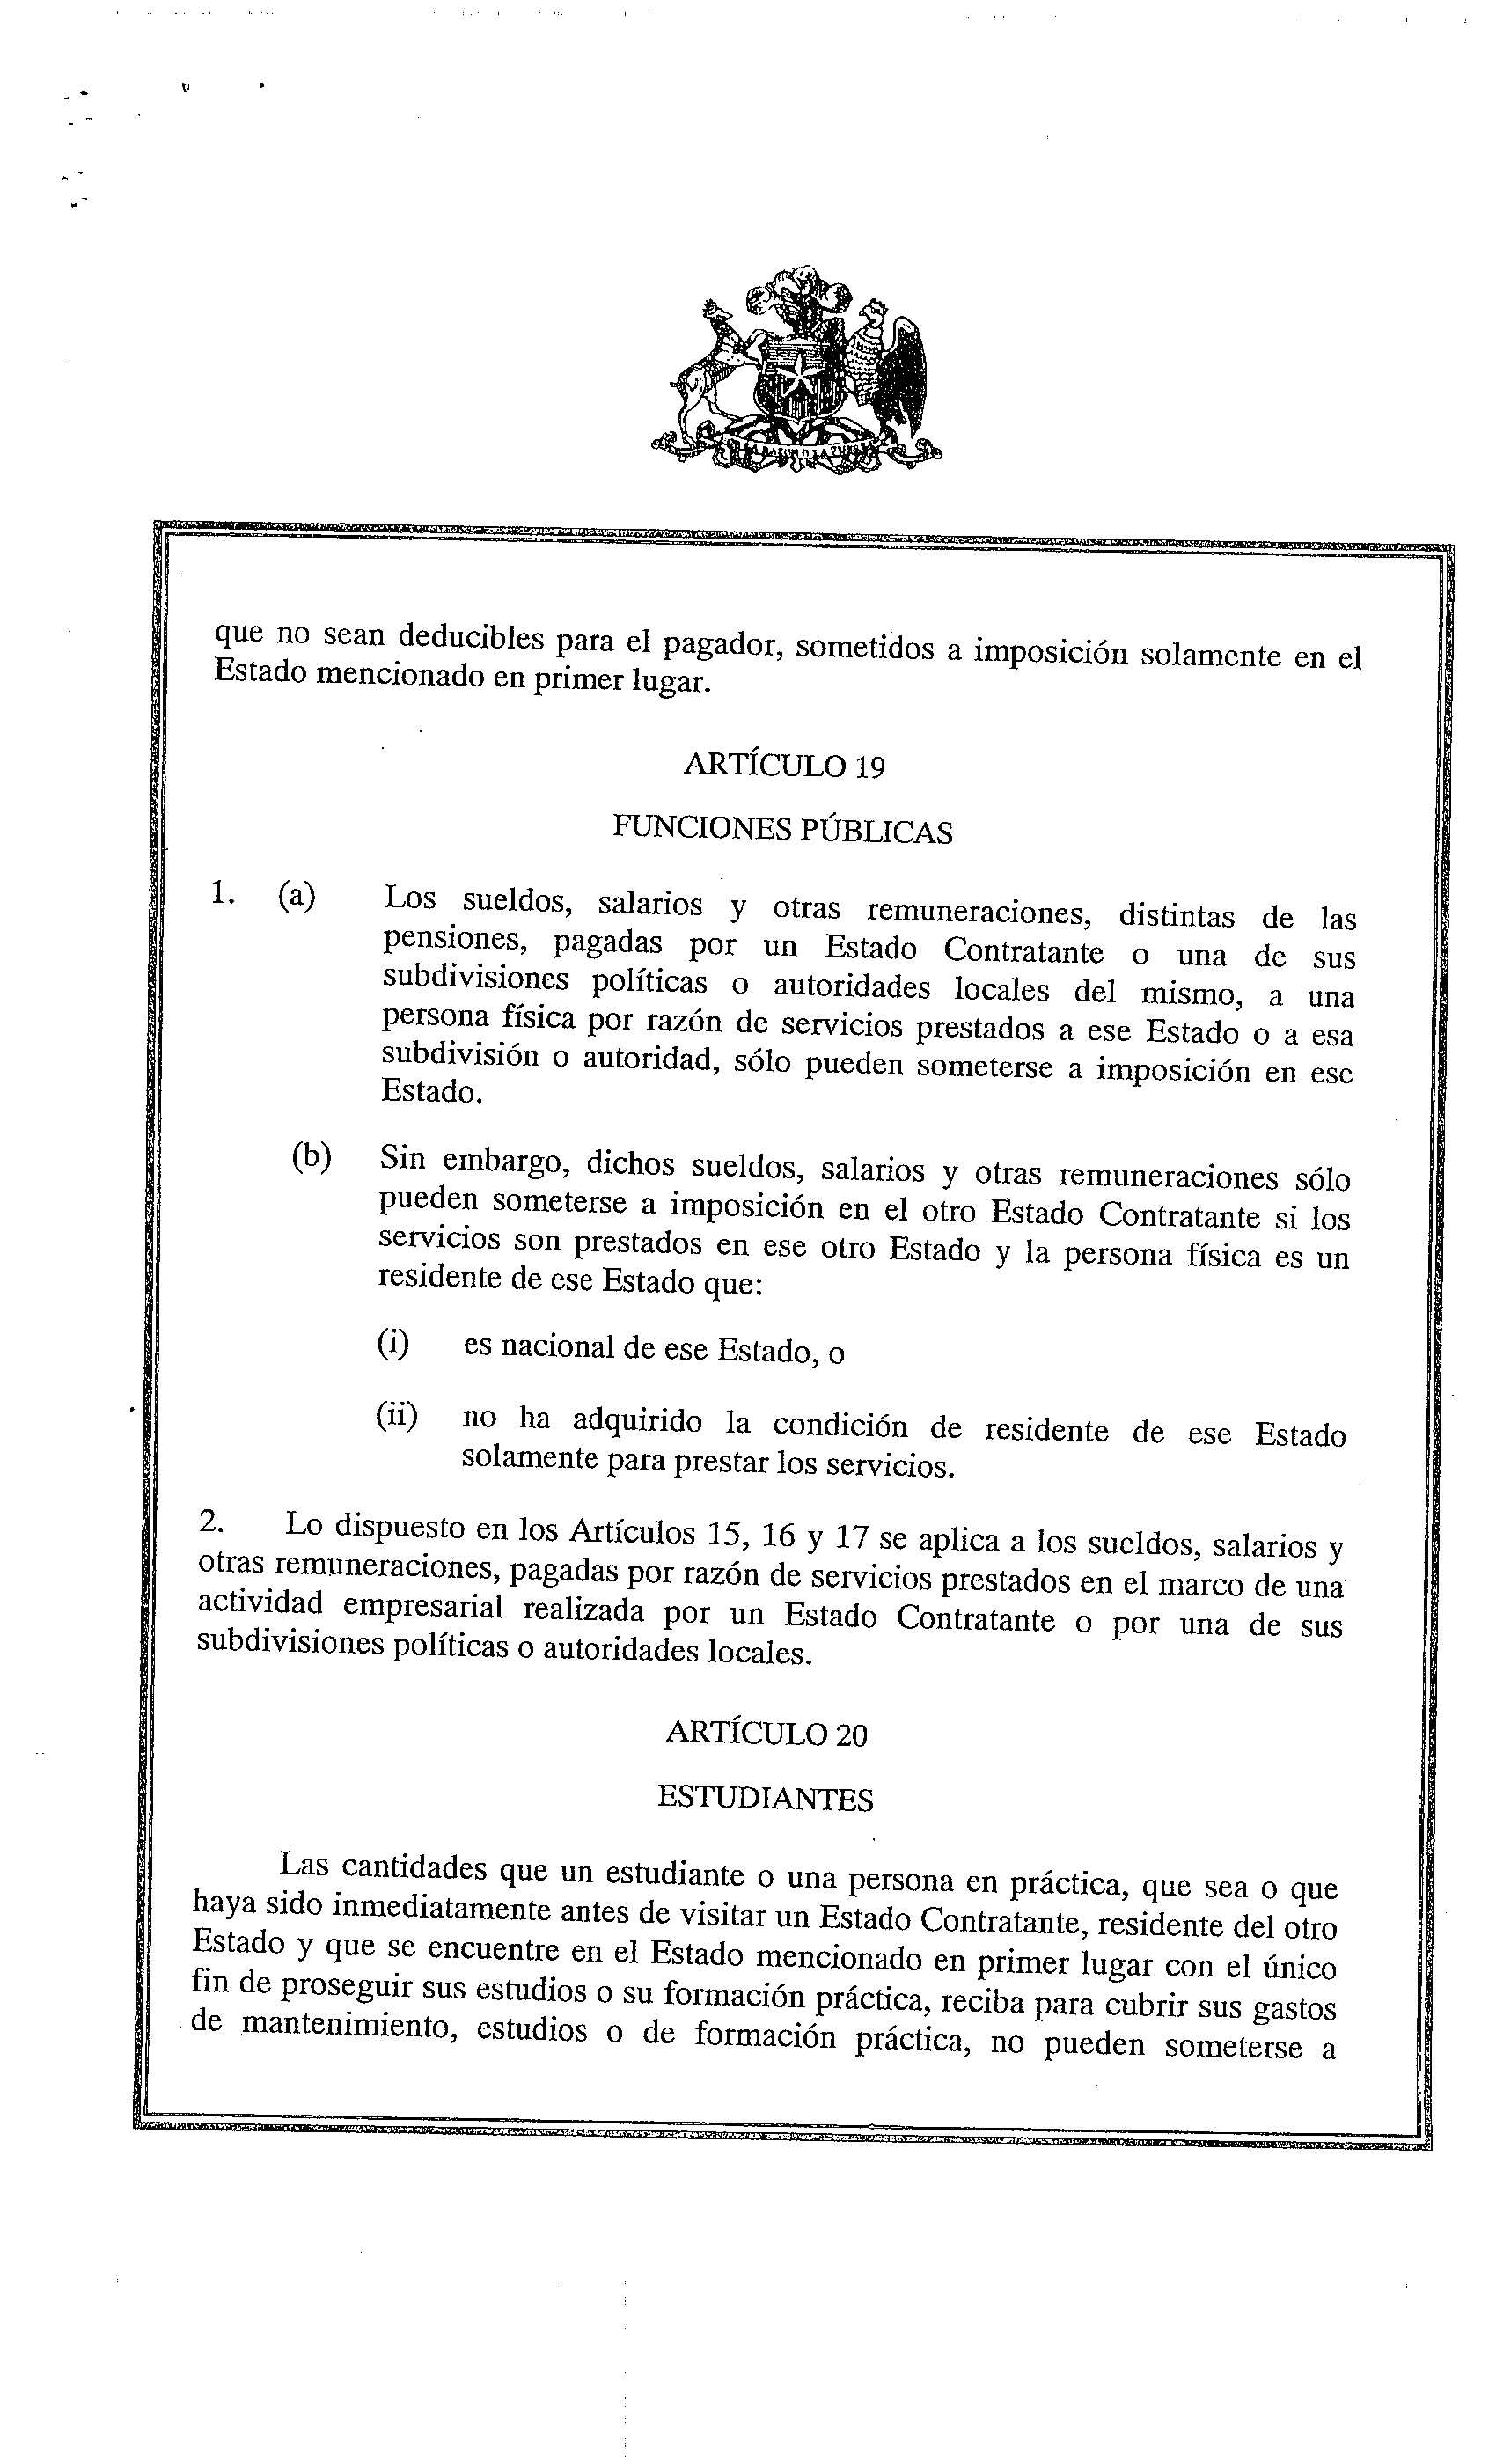 que no sean deducibles para el pagador, sometidos a imposición solamente en el
Estado mencionado en primer lugar.
ARTÍCULO 19
FUNCIONES PÚBLICAS
1. (a) Los sueldos, salarios y otras remuneraciones, distintas de las
pensiones, pagadas por un Estado Contratante o una de sus
subdivisiones políticas o autoridades locales del mismo, a una
persona física por razón de servicios prestados a ese Estado o a esa
subdivisión o autoridad, sólo pueden someterse a imposición en ese
Estado.
(b) Sin embargo, dichos sueldos, salarios y otras remuneraciones sólo
pueden someterse a imposición en el otro Estado Contratante si los
servicios son prestados en ese otro Estado y la persona física es un
residente de ese Estado que:
(i) es nacional de ese Estado, o
(ii) no ha adquirido la condición de residente de ese Estado
solamente para prestar los servicios.
2. Lo dispuesto en los Artículos 15, 16 y 17 se aplica a los sueldos, salarios y
otras remuneraciones, pagadas por razón de servicios prestados en el marco de una
actividad empresarial realizada por un Estado Contratante o por una de sus
subdivisiones políticas o autoridades locales.
ARTÍCULO 20
ESTUDIANTES
Las cantidades que un estudiante o una persona en práctica, que sea o que
haya sido inmediatamente antes de visitar un Estado Contratante, residente del otro
Estado y que se encuentre en el Estado mencionado en primer lugar con el único
fin de proseguir sus estudios o su formación práctica, reciba para cubrir sus gastos
de mantenimiento, estudios o de formación práctica, no pueden someterse a